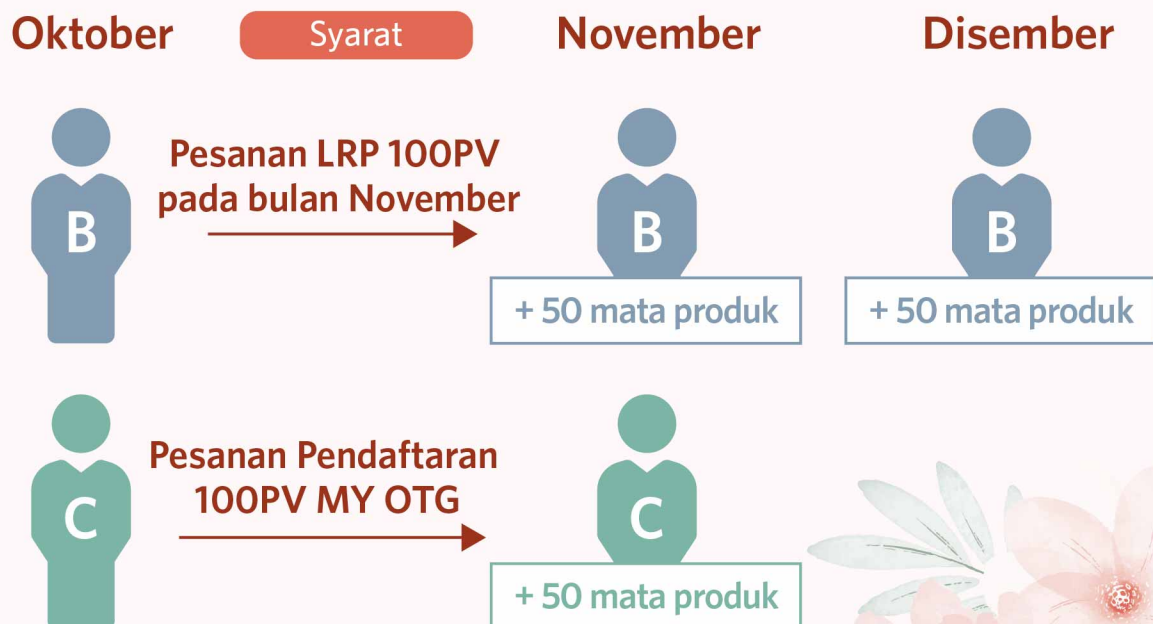 Oktober
Syarat
November
Disember
Pesanan LRP 100PV
pada bulan November
B
B
B
+ 50 mata produk
+ 50 mata produk
Pesanan Pendaftaran
100PV MY OTG
C
C
+ 50 mata produk